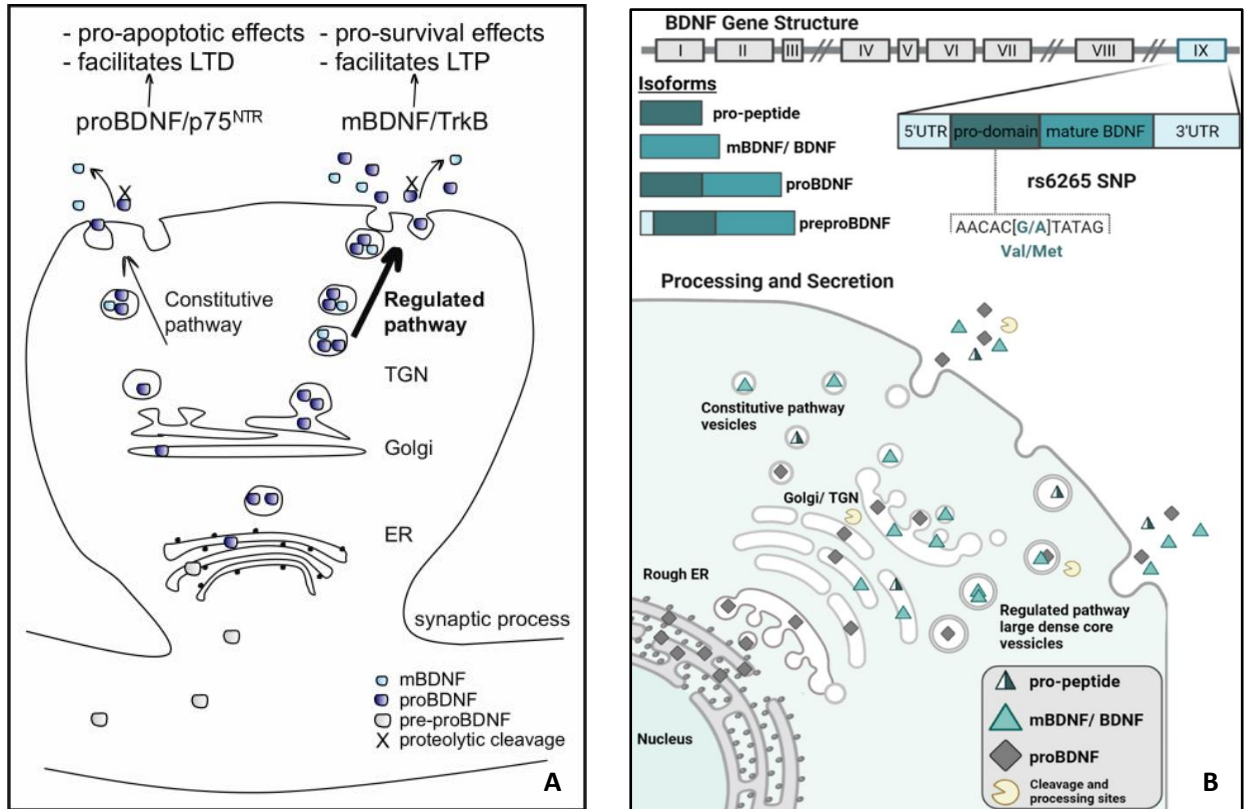 - pro-apoptotic effects
- facilitates LTD
- pro-survival effects
- facilitates LTP
proBDNF/p75NTR
mBDNF/TrkB
X
X
Constitutive
pathway
Regulated
pathway
TGN
Golgi
ER
synaptic process
mBDNF
proBDNF
pre-proBDNF
X proteolytic cleavage
A
BDNF Gene Structure
I II III IV V VI VII VIII IX
Isoforms
pro-peptide
mBDNF/ BDNF
proBDNF
preproBDNF
5'UTR pro-domain mature BDNF 3'UTR
rs6265 SNP
AACAC[G/A]TATAG
Val/Met
Processing and Secretion
Constitutive pathway
vesicles
Golgi/ TGN
Rough ER
Regulated pathway
large dense core
vessicles
Nucleus
pro-peptide
mBDNF/ BDNF
proBDNF
Cleavage and
processing sites
B